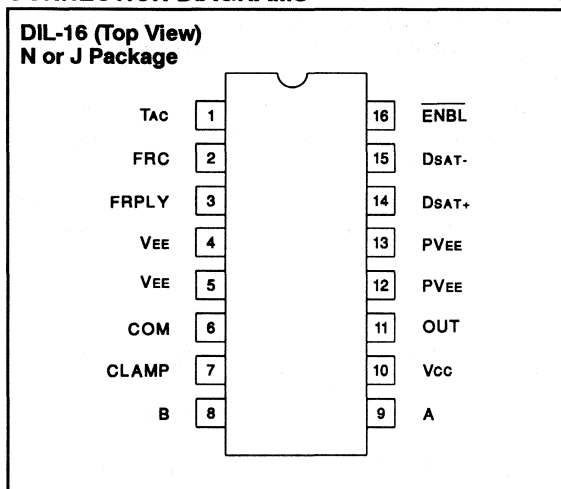 DIL-16 (Top View)
N or J Package
TAC 1 16 ENBL
FRC 2 15 DSAT-
FRPLY 3 14 DSAT+
VEE 4 13 PVEE
VEE 5 12 PVEE
COM 6 11 OUT
CLAMP 7 10 VCC
B 8 9 A